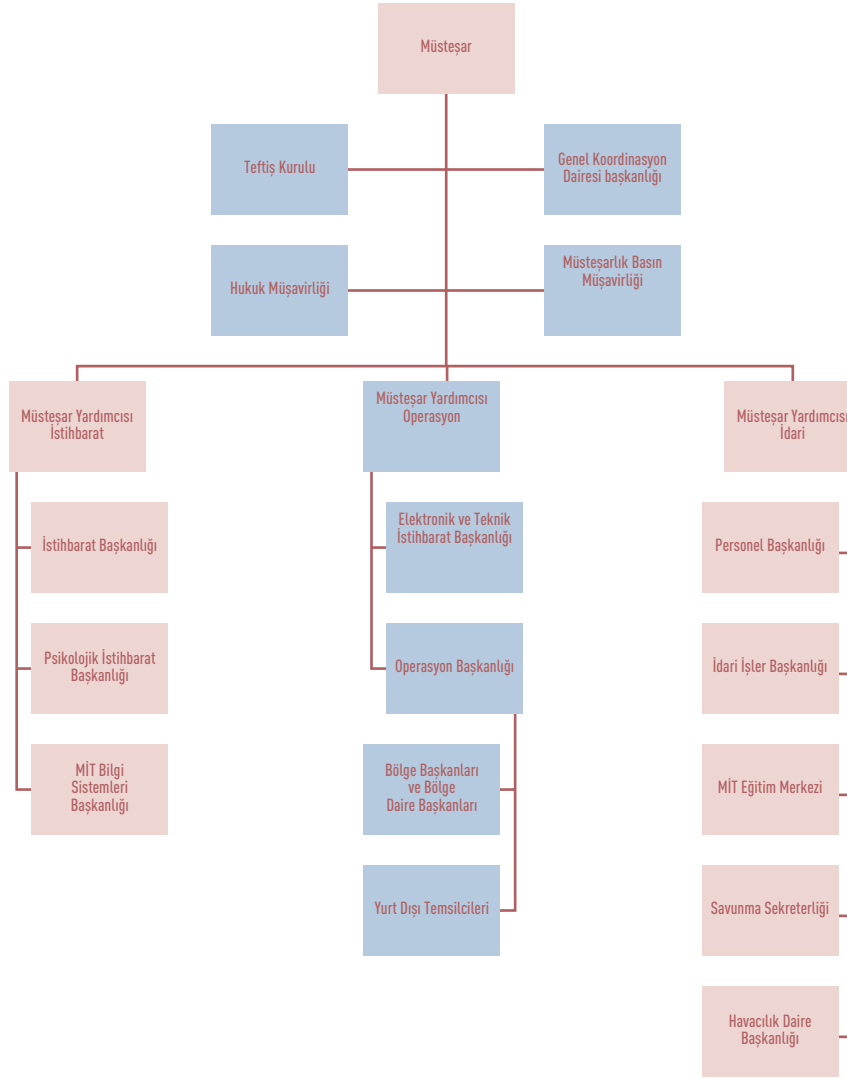 Müsteşar
Teftiş Kurulu
Genel Koordinasyon
Dairesi başkanlığı
Hukuk Müşavirliği
Müsteşarlık Basın
Müşavirliği
Müsteşar Yardımcısı
İstihbarat
Müsteşar Yardımcısı
Operasyon
Müsteşar Yardımcısı
İdari
İstihbarat Başkanlığı
Elektronik ve Teknik
İstihbarat Başkanlığı
Personel Başkanlığı
Psikolojik İstihbarat
Başkanlığı
Operasyon Başkanlığı
İdari İşler Başkanlığı
MİT Bilgi
Sistemleri
Başkanlığı
Bölge Başkanları
ve Bölge
Daire Başkanları
MİT Eğitim Merkezi
Yurt Dışı Temsilcileri
Savunma Sekreterliği
Havacılık Daire
Başkanlığı